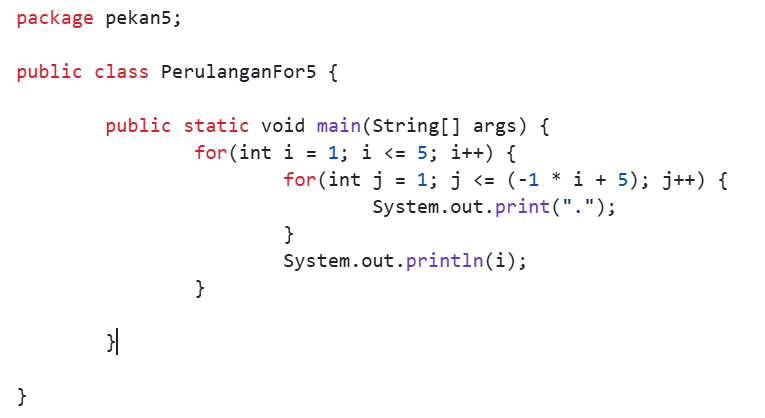 package pekan5;
public class PerulanganFor5 {
public static void main(String[] args) {
for(int i = 1; i <= 5; i++) {
for(int j = 1; j <= (-1 * i + 5); j++) {
System.out.print(".");
}
System.out.println(i);
}
}
}